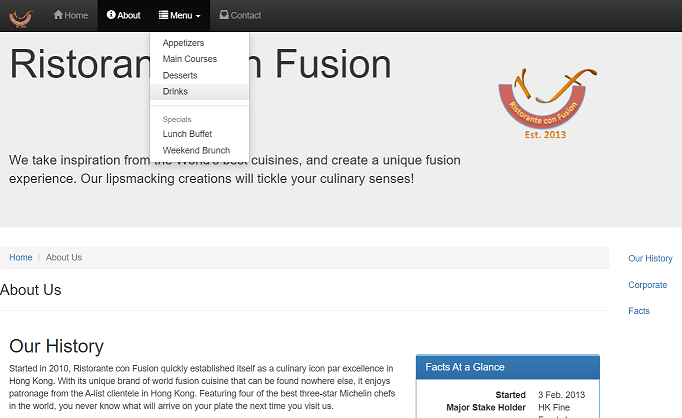 Home About Menu Contact
Appetizers
Main Courses
Desserts
Drinks
Specials
Lunch Buffet
Weekend Brunch
Ristorante con Fusion
Ristorante con Fusion
Est. 2013
We take inspiration from the World's best cuisines, and create a unique fusion
experience. Our lipsmacking creations will tickle your culinary senses!
Home / About Us
About Us
Our History
Corporate
Facts
Our History
Started in 2010, Ristorante con Fusion quickly established itself as a culinary icon par excellence in
Hong Kong. With its unique brand of world fusion cuisine that can be found nowhere else, it enjoys
patronage from the A-list clientele in Hong Kong. Featuring four of the best three-star Michelin chefs
in the world, you never know what will arrive on your plate the next time you visit us.
Facts At a Glance
Started 3 Feb. 2013
Major Stake Holder HK Fine